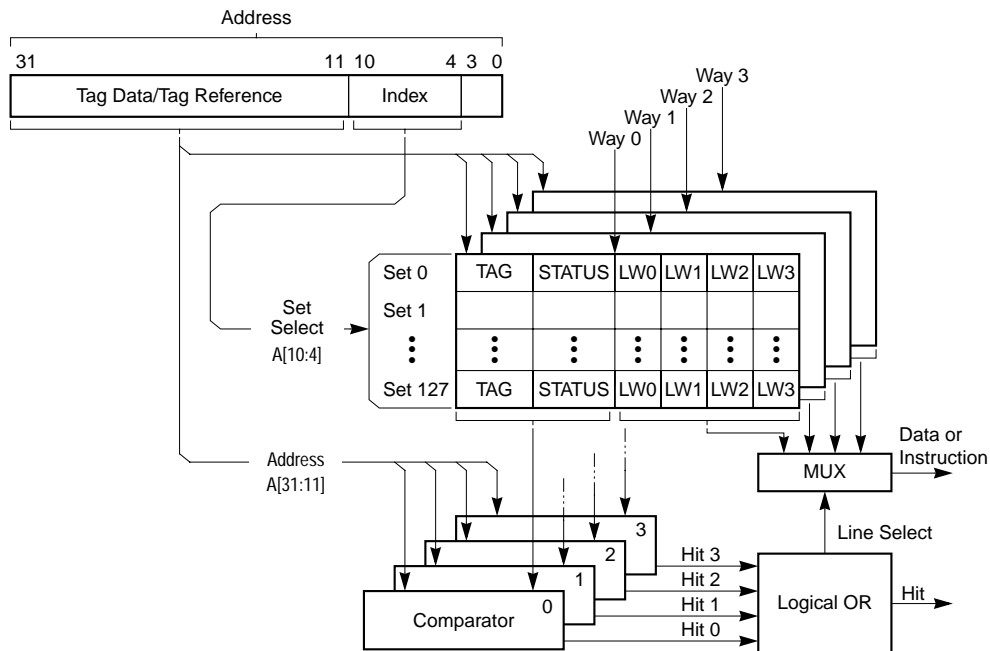 Address
31 11 10 4 3 0
Tag Data/Tag Reference Index
Way 3
Way 2
Way 1
Way 0
Set 0 TAG STATUS LW0 LW1 LW2 LW3
Set 1
Set
Select
A[10:4]
Set 127 TAG STATUS LW0 LW1 LW2 LW3
Address
A[31:11]
Data or
Instruction
MUX
Line Select
3
2
1
0
Comparator
Hit 3
Hit 2
Hit 1
Hit 0
Logical OR
Hit